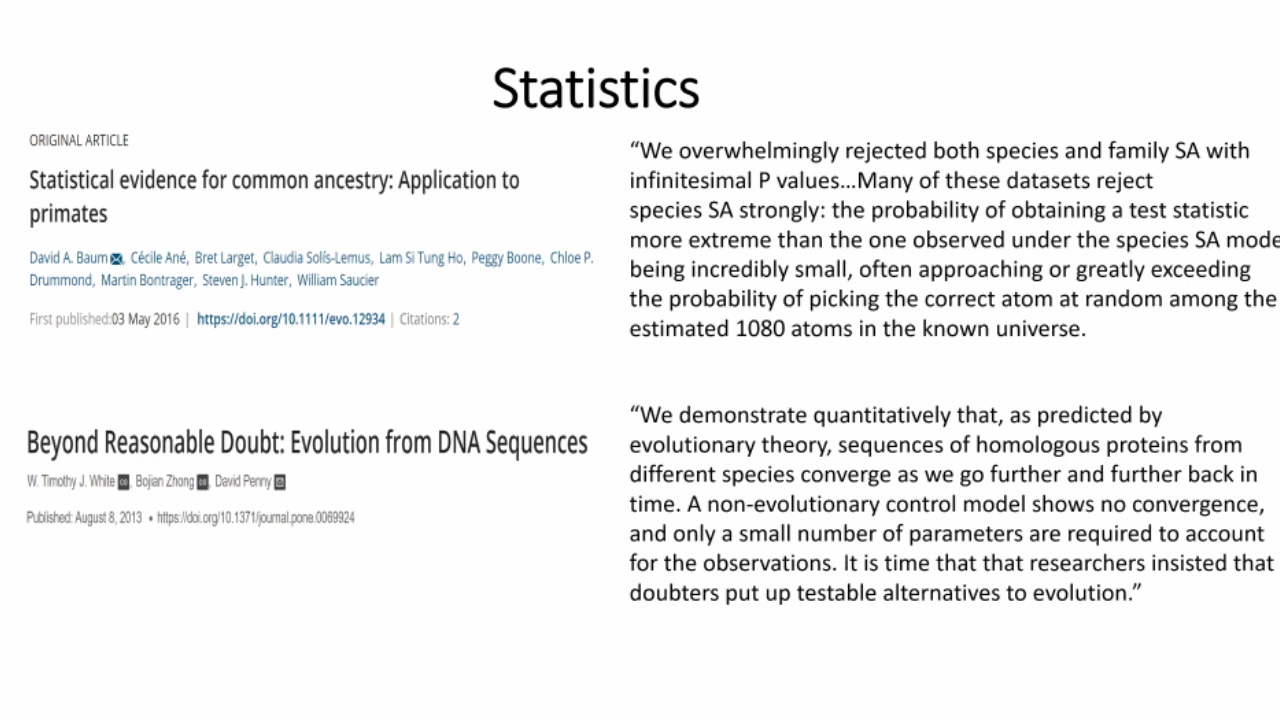 Statistics
ORIGINAL ARTICLE
Statistical evidence for common ancestry: Application to
primates
David A. Baum, Cécile Ané, Bret Larget, Claudia Solís-Lemus, Lam Si Tung Ho, Peggy Boone, Chloe P.
Drummond, Martin Bontrager, Steven J. Hunter, William Saucier
First published:03 May 2016 | https://doi.org/10.1111/evo.12934 | Citations: 2
“We overwhelmingly rejected both species and family SA with
infinitesimal P values…Many of these datasets reject
species SA strongly: the probability of obtaining a test statistic
more extreme than the one observed under the species SA mode
being incredibly small, often approaching or greatly exceeding
the probability of picking the correct atom at random among the
estimated 1080 atoms in the known universe.
Beyond Reasonable Doubt: Evolution from DNA Sequences
W. Timothy J. White, Bojian Zhong, David Penny
Published: August 8, 2013 • https://doi.org/10.1371/journal.pone.0069924
“We demonstrate quantitatively that, as predicted by
evolutionary theory, sequences of homologous proteins from
different species converge as we go further and further back in
time. A non-evolutionary control model shows no convergence,
and only a small number of parameters are required to account
for the observations. It is time that that researchers insisted that
doubters put up testable alternatives to evolution.”